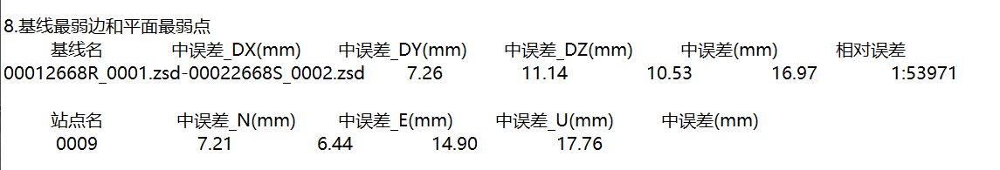 8.基线最弱边和平面最弱点
基线名 中误差_DX(mm) 中误差_DY(mm) 中误差_DZ(mm) 中误差(mm) 相对误差
00012668R_0001.zsd-00022668S_0002.zsd 7.26 11.14 10.53 16.97 1:53971
站点名 中误差_N(mm) 中误差_E(mm) 中误差_U(mm) 中误差(mm)
0009 7.21 6.44 14.90 17.76